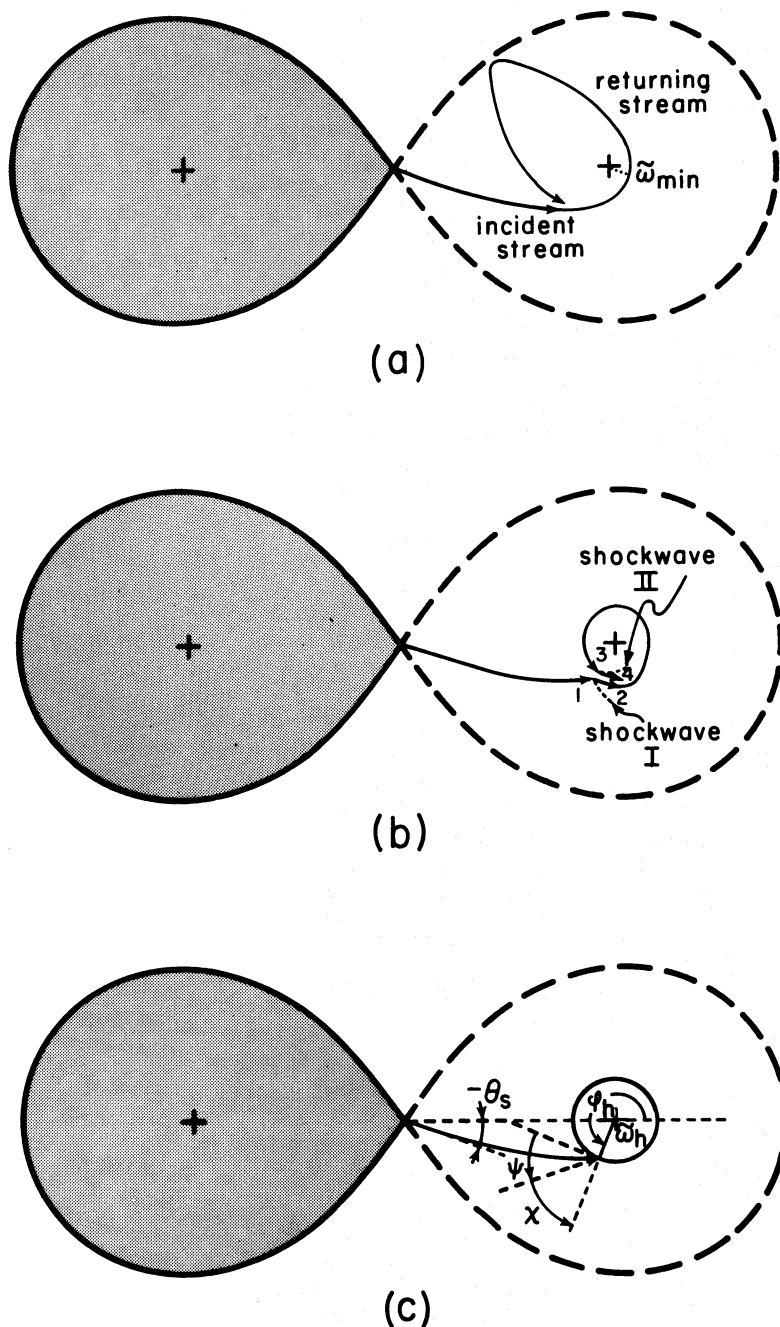 returning
stream
ω̃min
incident
stream
(a)
shockwave
II
3
4
1
2
shockwave
I
(b)
-θs
φh
ω̃h
ψ
χ
(c)